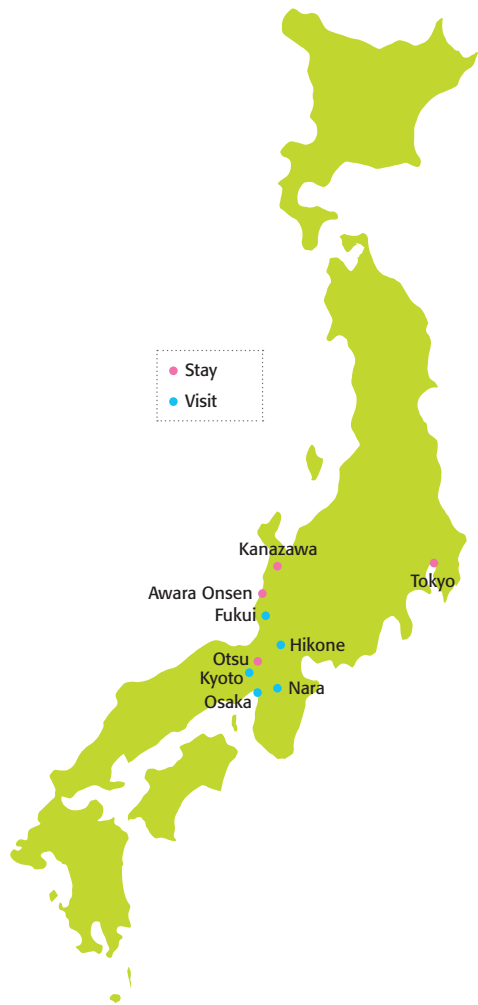 Stay
Visit
Kanazawa
Tokyo
Awara Onsen
Fukui
Hikone
Otsu
Kyoto
Nara
Osaka